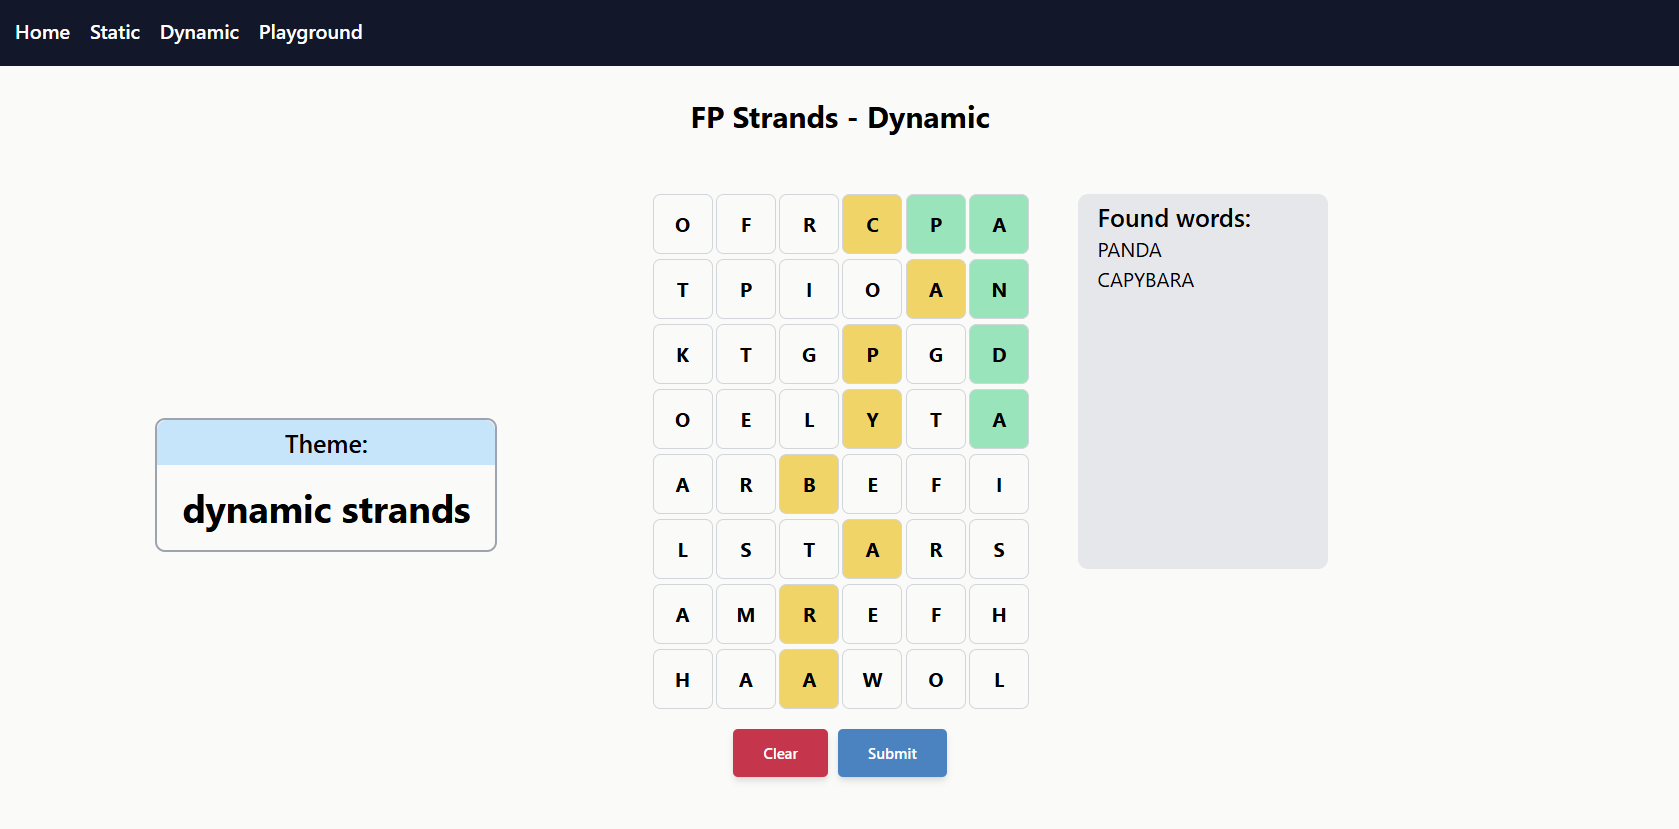 Home Static Dynamic Playground
FP Strands - Dynamic
Theme:
dynamic strands
O F R C P A
T P I O A N
K T G P G D
O E L Y T A
A R B E F I
L S T A R S
A M R E F H
H A A W O L
Clear Submit
Found words:
PANDA
CAPYBARA